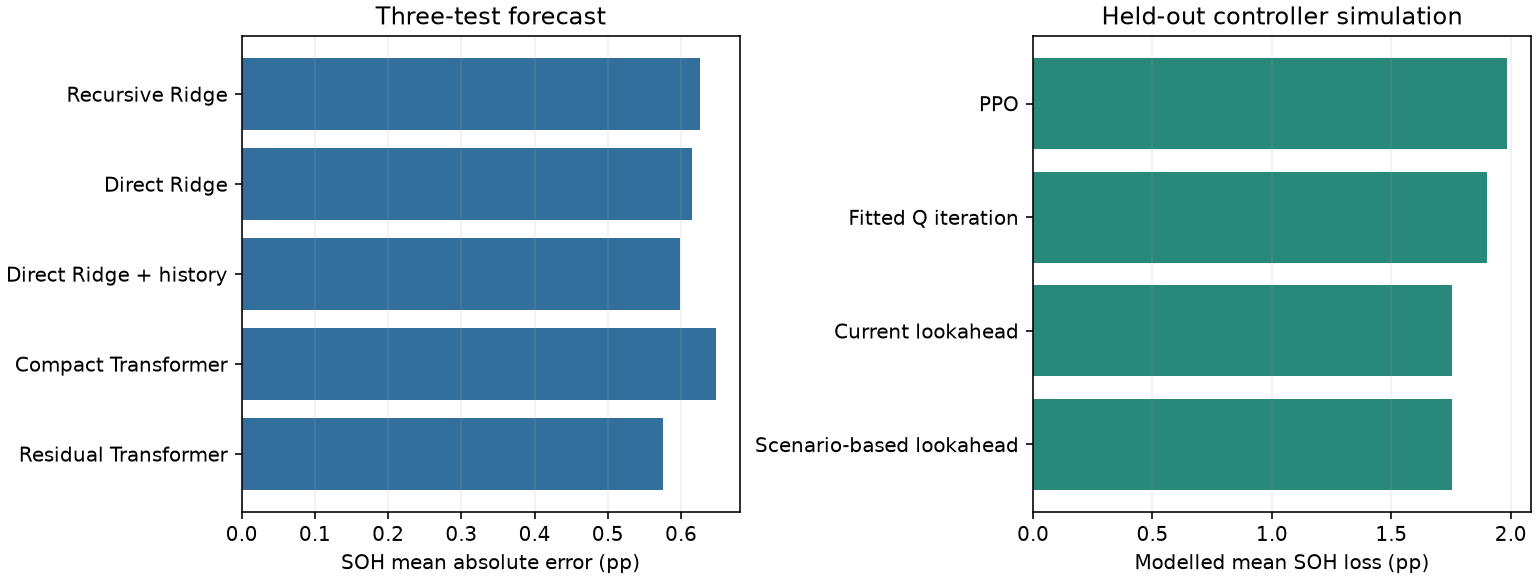 Three-test forecast
Recursive Ridge
Direct Ridge
Direct Ridge + history
Compact Transformer
Residual Transformer
0.0 0.1 0.2 0.3 0.4 0.5 0.6
SOH mean absolute error (pp)
Held-out controller simulation
PPO
Fitted Q iteration
Current lookahead
Scenario-based lookahead
0.0 0.5 1.0 1.5 2.0
Modelled mean SOH loss (pp)